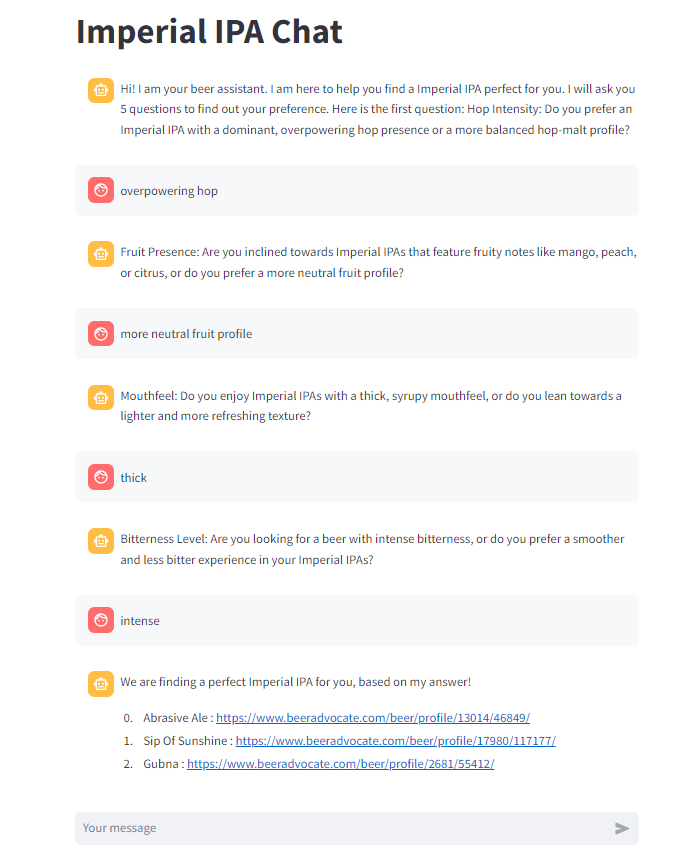 Imperial IPA Chat
Hi! I am your beer assistant. I am here to help you find a Imperial IPA perfect for you. I will ask you
5 questions to find out your preference. Here is the first question: Hop Intensity: Do you prefer an
Imperial IPA with a dominant, overpowering hop presence or a more balanced hop-malt profile?
overpowering hop
Fruit Presence: Are you inclined towards Imperial IPAs that feature fruity notes like mango, peach,
or citrus, or do you prefer a more neutral fruit profile?
more neutral fruit profile
Mouthfeel: Do you enjoy Imperial IPAs with a thick, syrupy mouthfeel, or do you lean towards a
lighter and more refreshing texture?
thick
Bitterness Level: Are you looking for a beer with intense bitterness, or do you prefer a smoother
and less bitter experience in your Imperial IPAs?
intense
We are finding a perfect Imperial IPA for you, based on my answer!
0. Abrasive Ale : https://www.beeradvocate.com/beer/profile/13014/46849/
1. Sip Of Sunshine : https://www.beeradvocate.com/beer/profile/17980/117177/
2. Gubna : https://www.beeradvocate.com/beer/profile/2681/55412/
Your message